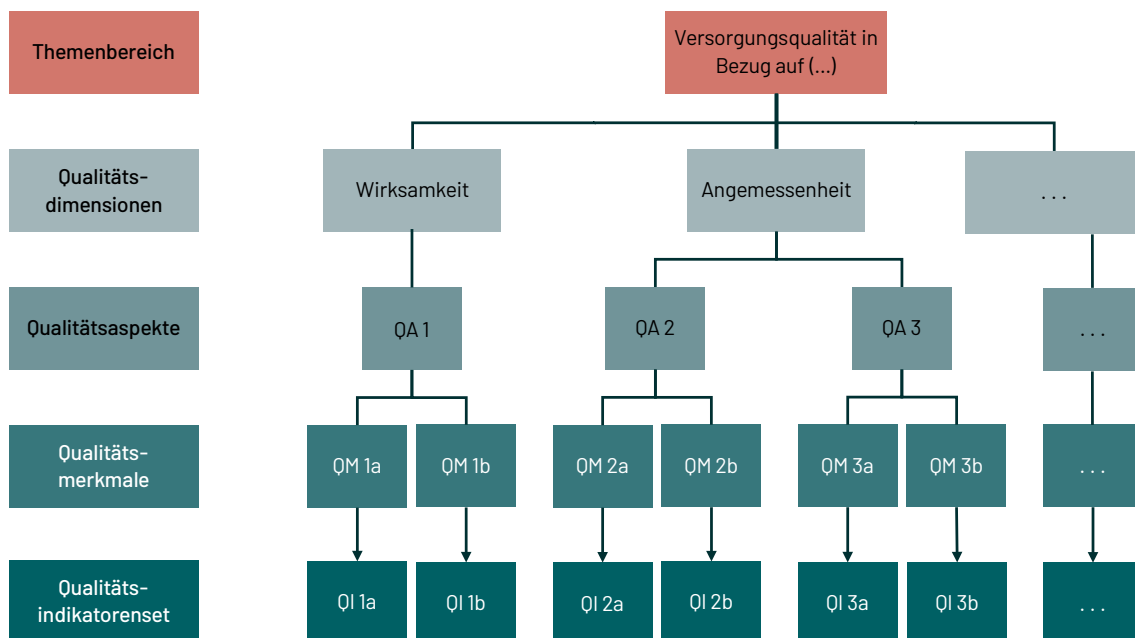 Themenbereich
Versorgungsqualität in
Bezug auf (...)
Qualitäts-
dimensionen
Wirksamkeit
Angemessenheit
. . .
Qualitätsaspekte
QA 1
QA 2
QA 3
. . .
Qualitäts-
merkmale
QM 1a
QM 1b
QM 2a
QM 2b
QM 3a
QM 3b
. . .
Qualitäts-
indikatorenset
QI 1a
QI 1b
QI 2a
QI 2b
QI 3a
QI 3b
. . .